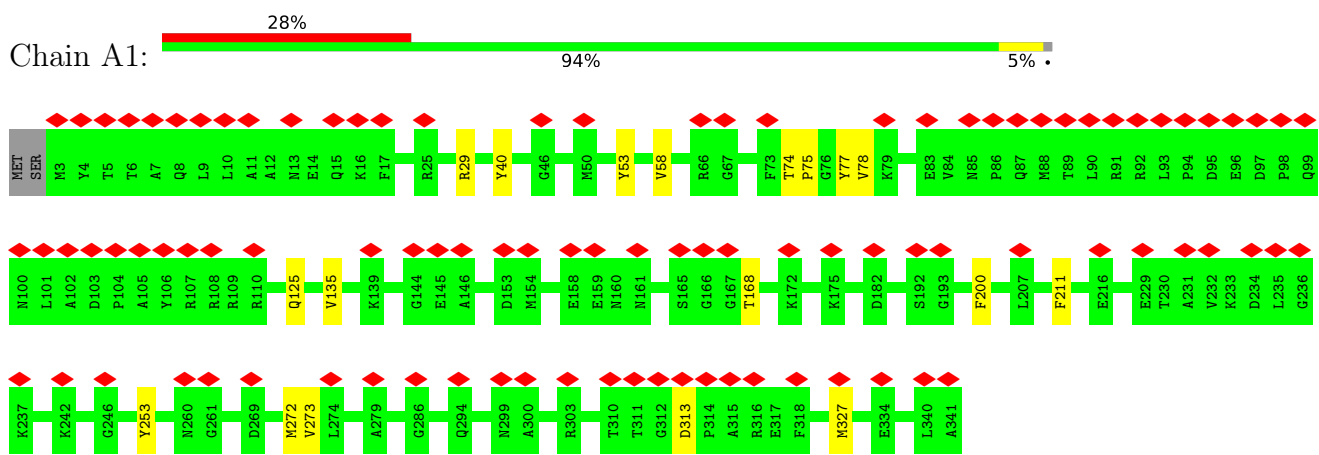 28%
Chain A1:
94% 5% •
MET SER M3 Y4 T5 T6 A7 Q8 L9 L10 A11 A12 N13 E14 Q15 K16 F17 R25 R29 Y40 G46 M50 Y53 V58 R66 G67 F73 T74 P75 G76 Y77 V78 K79 E83 V84 N85 P86 Q87 M88 T89 L90 R91 R92 L93 P94 D95 E96 D97 P98 Q99
N100 L101 A102 D103 P104 A105 Y106 R107 R108 R109 R110 Q125 V135 K139 G144 E145 A146 D153 M154 E158 E159 N160 N161 S165 G166 G167 T168 K172 K175 D182 S192 G193 F200 L207 F211 E216 E229 T230 A231 V232 K233 D234 L235 G236
K237 K242 G246 Y253 N260 G261 D269 M272 V273 L274 A279 G286 Q294 N299 A300 R303 T310 T311 G312 D313 P314 A315 R316 E317 F318 M327 E334 L340 A341